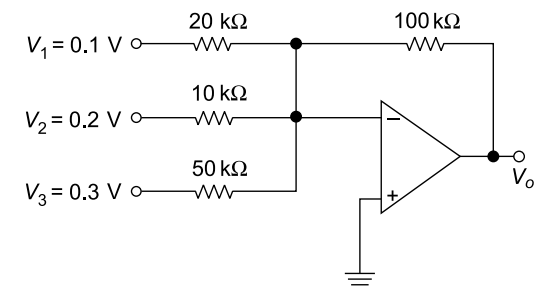 20 kΩ
100 kΩ
V₁ = 0.1 V
10 kΩ
V₂ = 0.2 V
−
50 kΩ
V₃ = 0.3 V
+
Vₒ